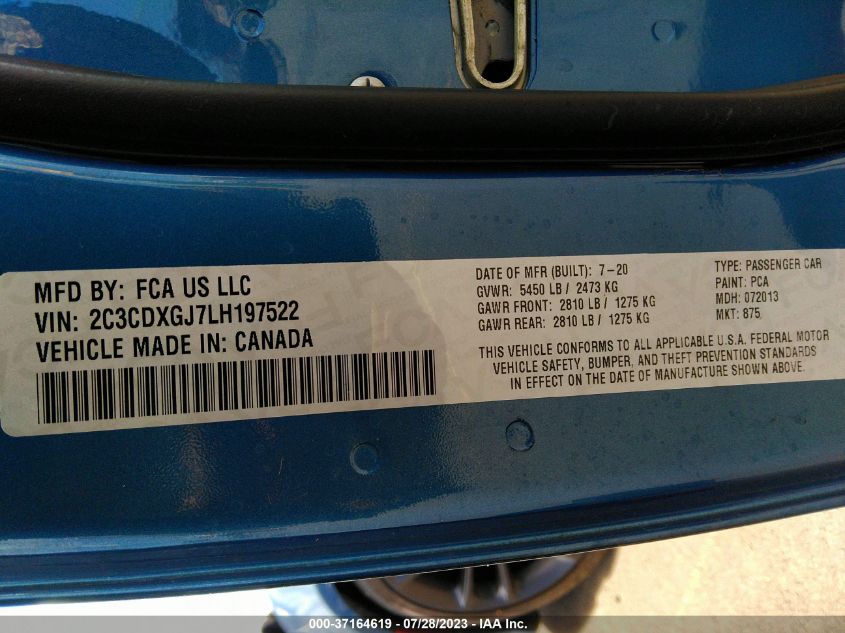 MFD BY: FCA US LLC
VIN: 2C3CDXGJ7LH197522
VEHICLE MADE IN: CANADA
DATE OF MFR (BUILT): 7-20
GVWR: 5450 LB / 2473 KG
GAWR FRONT: 2810 LB / 1275 KG
GAWR REAR: 2810 LB / 1275 KG
TYPE: PASSENGER CAR
PAINT: PCA
MDH: 072013
MKT: 875
THIS VEHICLE CONFORMS TO ALL APPLICABLE U.S.A. FEDERAL MOTOR
VEHICLE SAFETY, BUMPER, AND THEFT PREVENTION STANDARDS
IN EFFECT ON THE DATE OF MANUFACTURE SHOWN ABOVE.
000-37164619 / 07/28/2023 - IAA Inc.